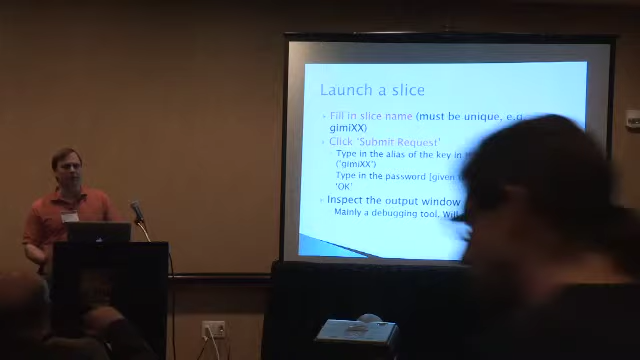 Launch a slice
Fill in slice name (must be unique, e.g.
gimiXX)
Click 'Submit Request'
Type in the alias of the key in
('gimiXX')
Type in the password [given
'OK'
Inspect the output window
Mainly a debugging tool. Will